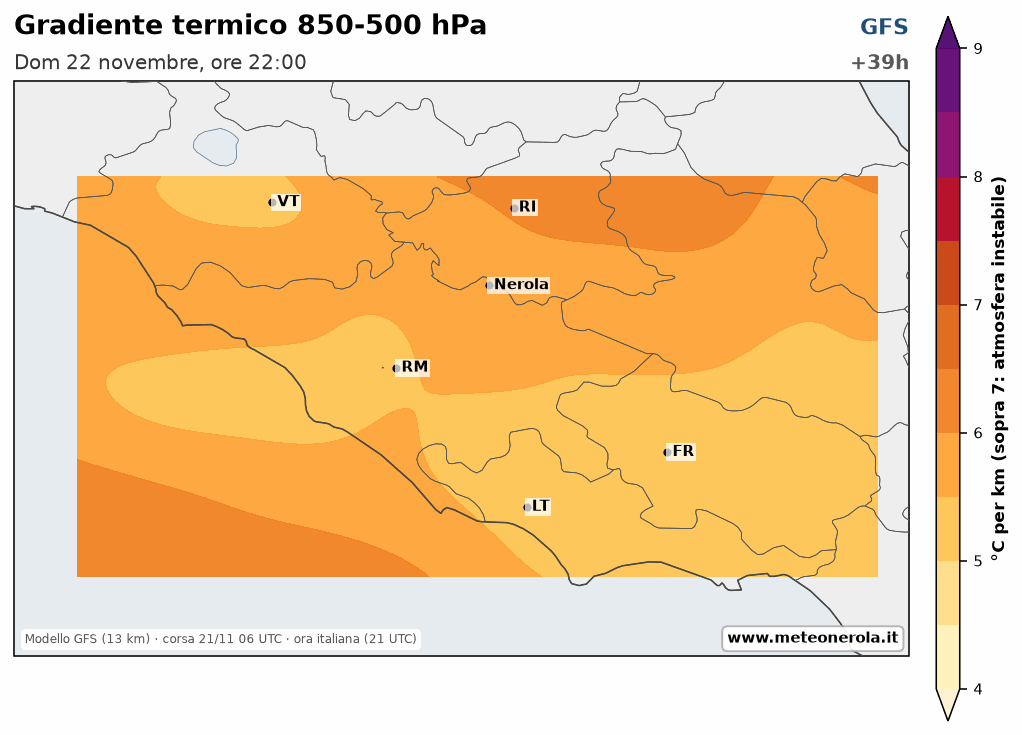 Gradiente termico 850-500 hPa
GFS
Dom 22 novembre, ore 22:00
+39h
VT
RI
Nerola
RM
FR
LT
Modello GFS (13 km) · corsa 21/11 06 UTC · ora italiana (21 UTC)
www.meteonerola.it
9
8
7
6
5
4
°C per km (sopra 7: atmosfera instabile)